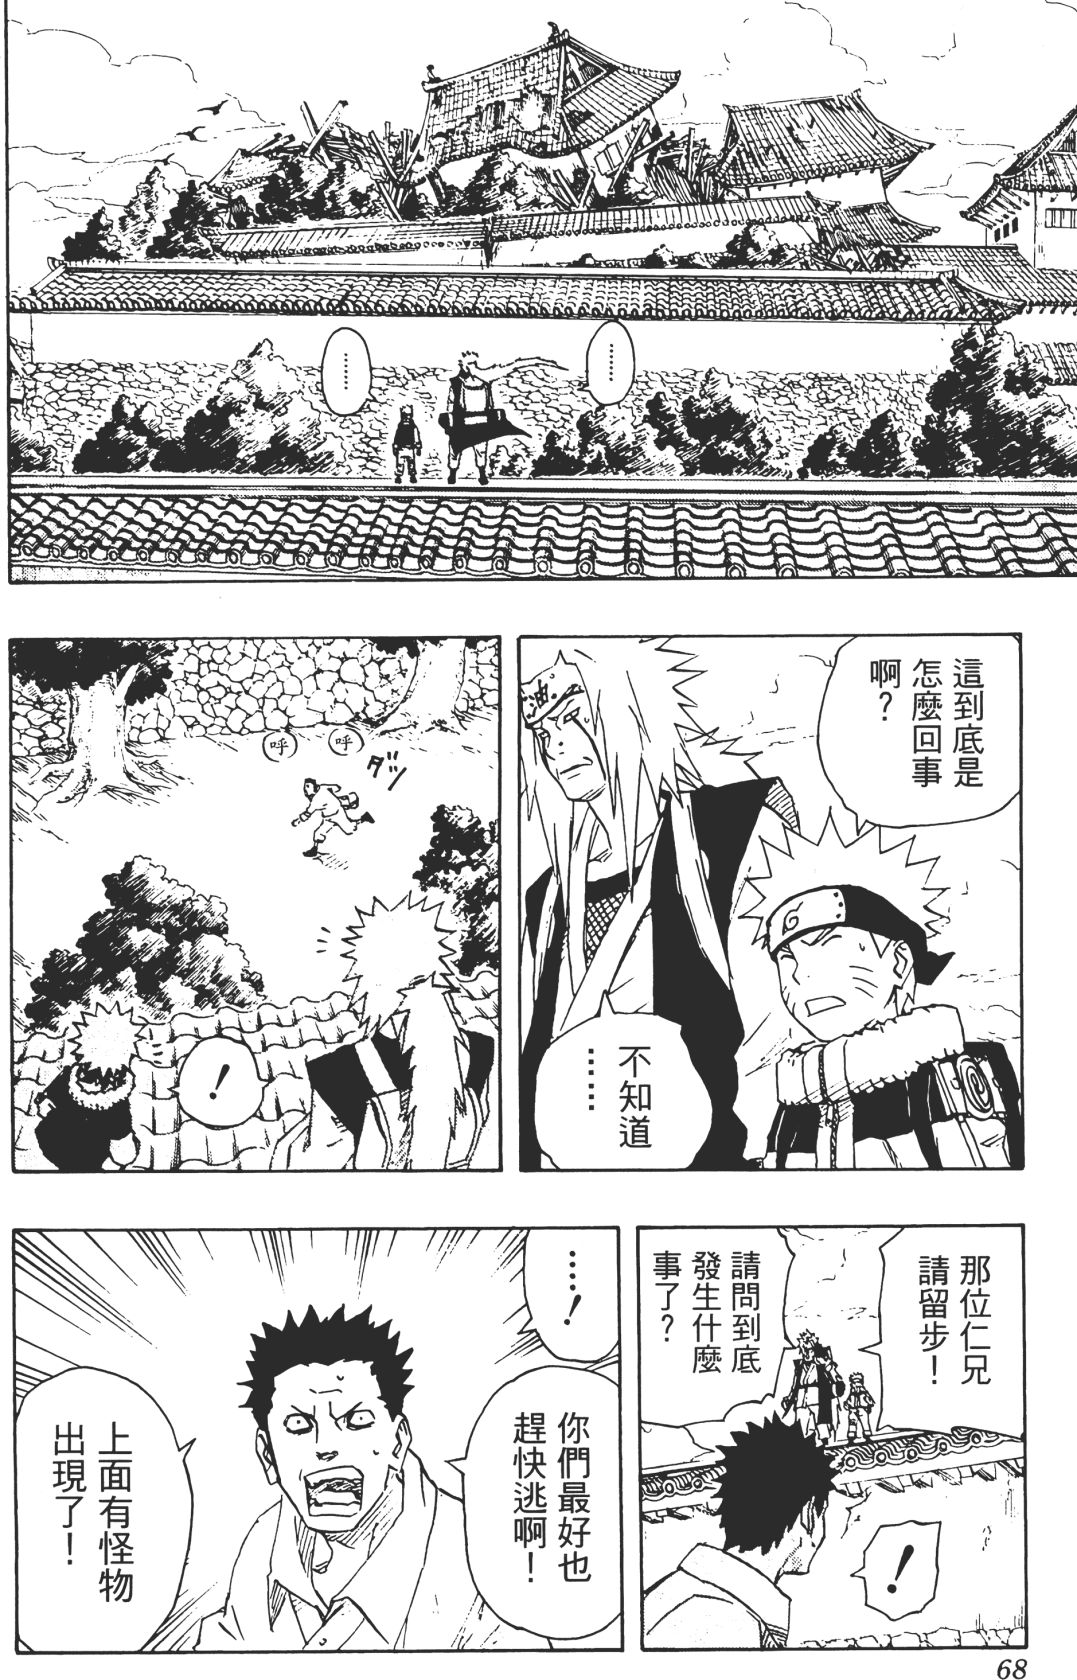 ………
………
這到底是
怎麼回事
啊？
油
不知道
……
呼
呼
ダッ
！
那位仁兄
請留步！
請問到底
發生什麼
事了？
！
…！
你們最好也
趕快逃啊！
上面有怪物
出現了！
68